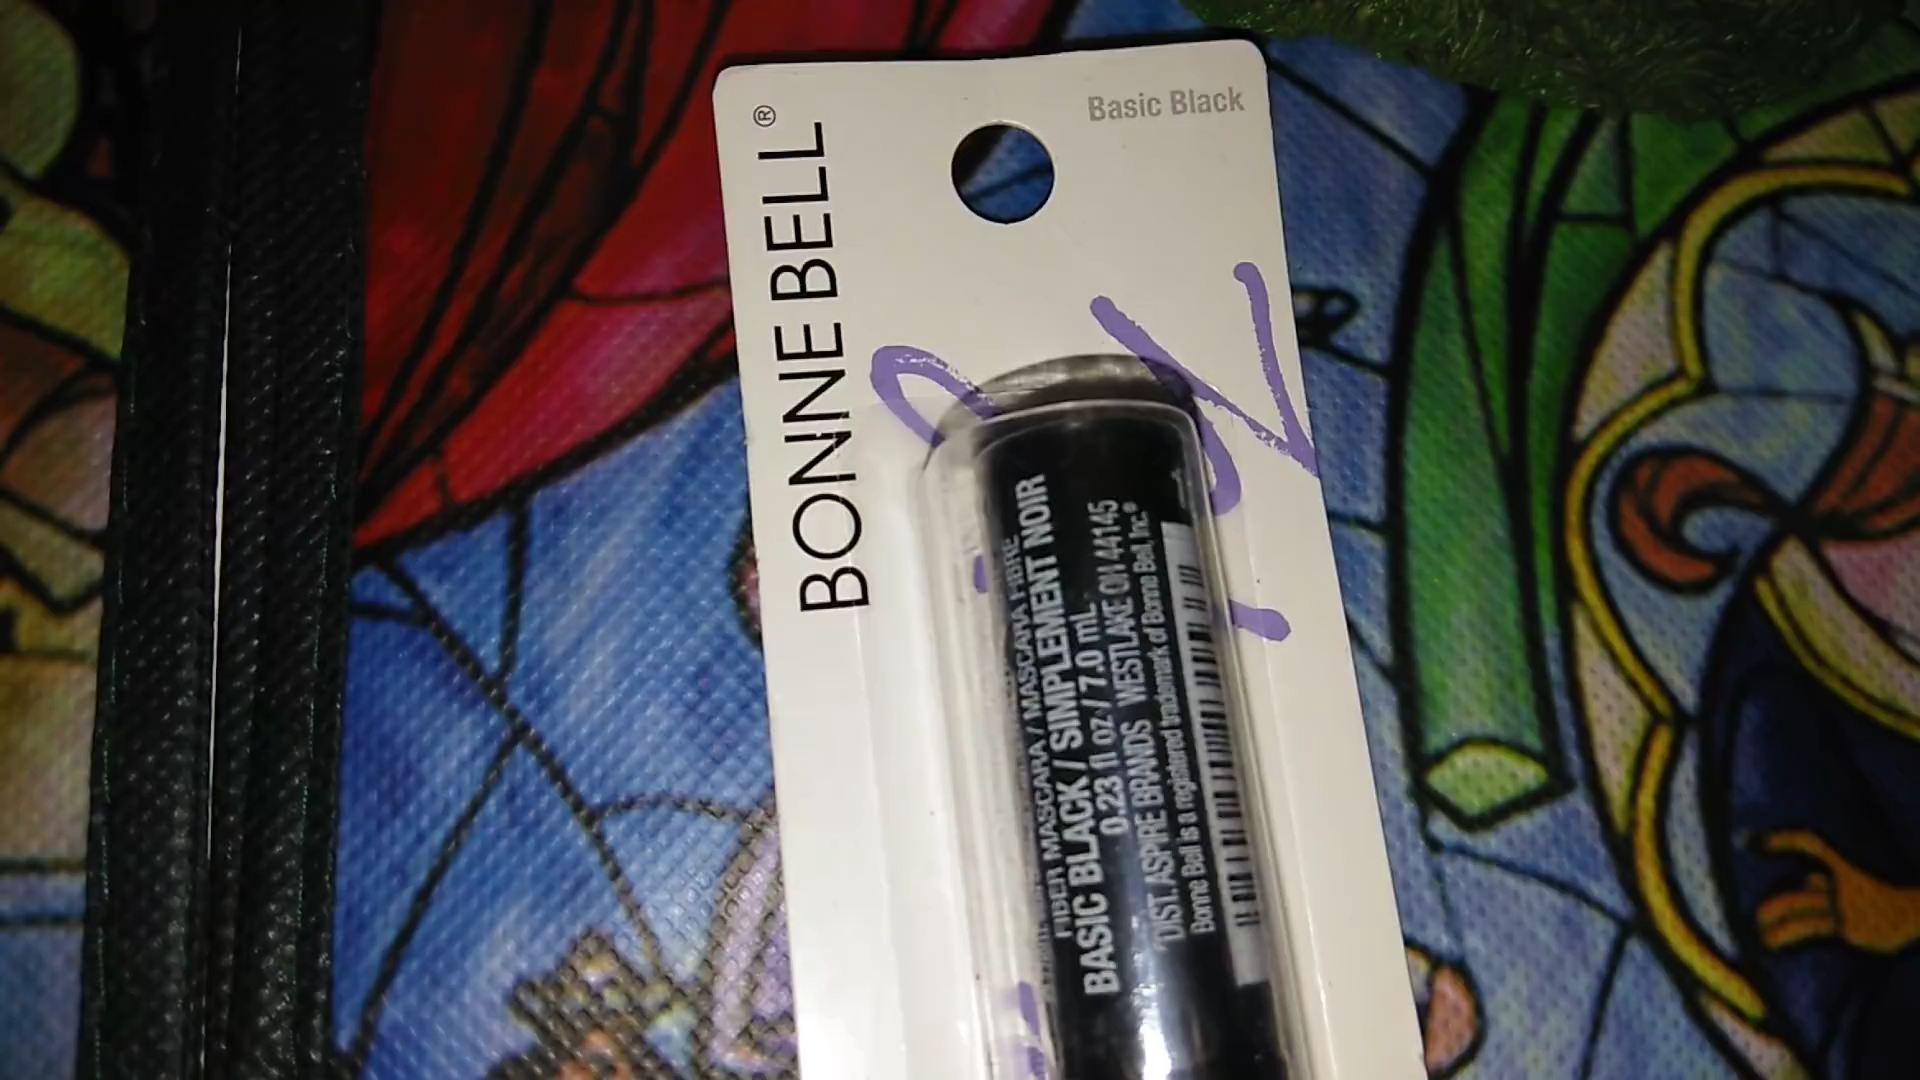 BONNE BELL®
Basic Black
FIBER MASCARA / MASCARA FIBRE
BASIC BLACK / SIMPLEMENT NOIR
0.23 fl oz / 7.0 mL
DIST. ASPIRE BRANDS WESTLAKE OH 44145
Bonne Bell is a registered trademark of Bonne Bell, Inc.®